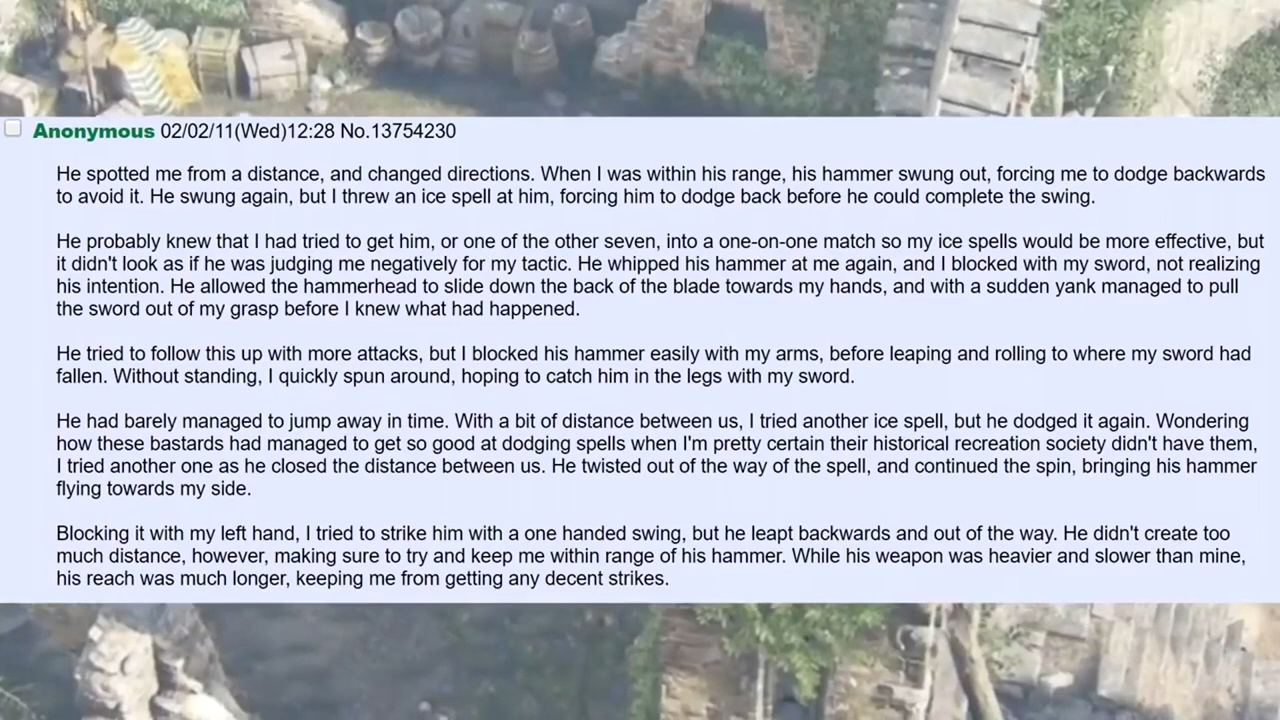 Anonymous 02/02/11(Wed)12:28 No.13754230
He spotted me from a distance, and changed directions. When I was within his range, his hammer swung out, forcing me to dodge backwards
to avoid it. He swung again, but I threw an ice spell at him, forcing him to dodge back before he could complete the swing.
He probably knew that I had tried to get him, or one of the other seven, into a one-on-one match so my ice spells would be more effective, but
it didn't look as if he was judging me negatively for my tactic. He whipped his hammer at me again, and I blocked with my sword, not realizing
his intention. He allowed the hammerhead to slide down the back of the blade towards my hands, and with a sudden yank managed to pull
the sword out of my grasp before I knew what had happened.
He tried to follow this up with more attacks, but I blocked his hammer easily with my arms, before leaping and rolling to where my sword had
fallen. Without standing, I quickly spun around, hoping to catch him in the legs with my sword.
He had barely managed to jump away in time. With a bit of distance between us, I tried another ice spell, but he dodged it again. Wondering
how these bastards had managed to get so good at dodging spells when I'm pretty certain their historical recreation society didn't have them,
I tried another one as he closed the distance between us. He twisted out of the way of the spell, and continued the spin, bringing his hammer
flying towards my side.
Blocking it with my left hand, I tried to strike him with a one handed swing, but he leapt backwards and out of the way. He didn't create too
much distance, however, making sure to try and keep me within range of his hammer. While his weapon was heavier and slower than mine,
his reach was much longer, keeping me from getting any decent strikes.